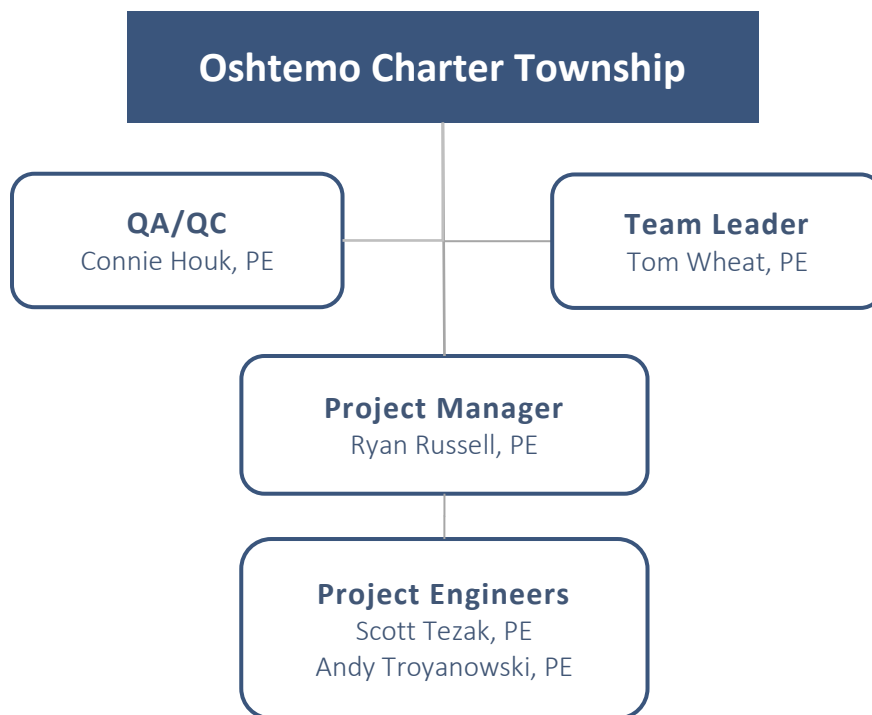 Oshtemo Charter Township
QA/QC
Connie Houk, PE
Team Leader
Tom Wheat, PE
Project Manager
Ryan Russell, PE
Project Engineers
Scott Tezak, PE
Andy Troyanowski, PE